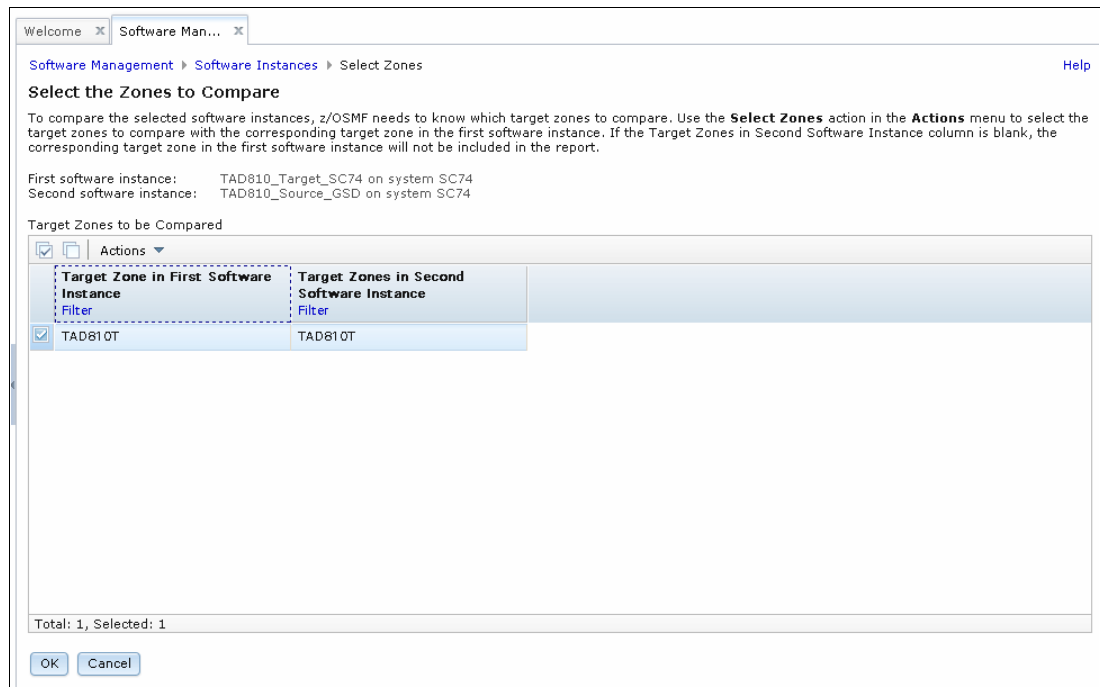 Welcome x Software Man... x
Software Management Software Instances Select Zones Help
Select the Zones to Compare
To compare the selected software instances, z/OSMF needs to know which target zones to compare. Use the Select Zones action in the Actions menu to select the
target zones to compare with the corresponding target zone in the first software instance. If the Target Zones in Second Software Instance column is blank, the
corresponding target zone in the first software instance will not be included in the report.
First software instance: TAD810_Target_SC74 on system SC74
Second software instance: TAD810_Source_GSD on system SC74
Target Zones to be Compared
Actions
Target Zone in First Software Target Zones in Second
Instance Software Instance
Filter Filter
TAD810T TAD810T
Total: 1, Selected: 1
OK Cancel